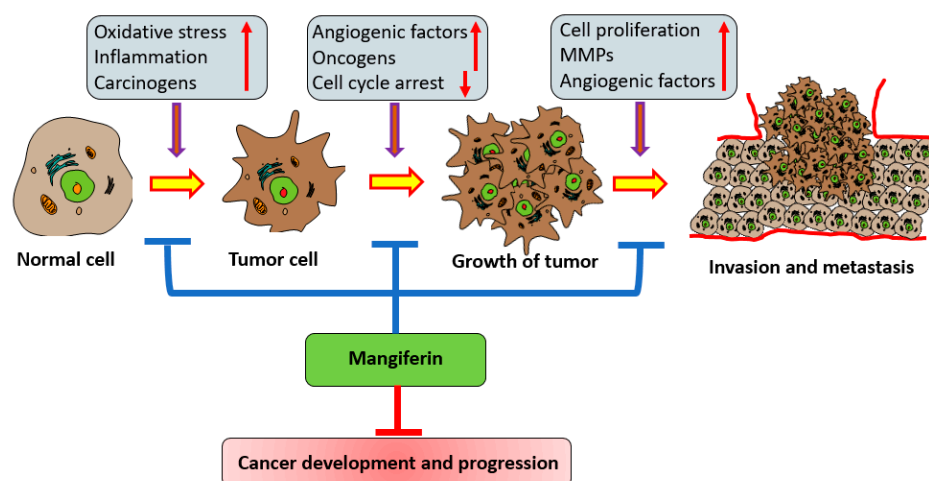 Oxidative stress
Inflammation
Carcinogens
Angiogenic factors
Oncogens
Cell cycle arrest
Cell proliferation
MMPs
Angiogenic factors
Normal cell
Tumor cell
Growth of tumor
Invasion and metastasis
Mangiferin
Cancer development and progression